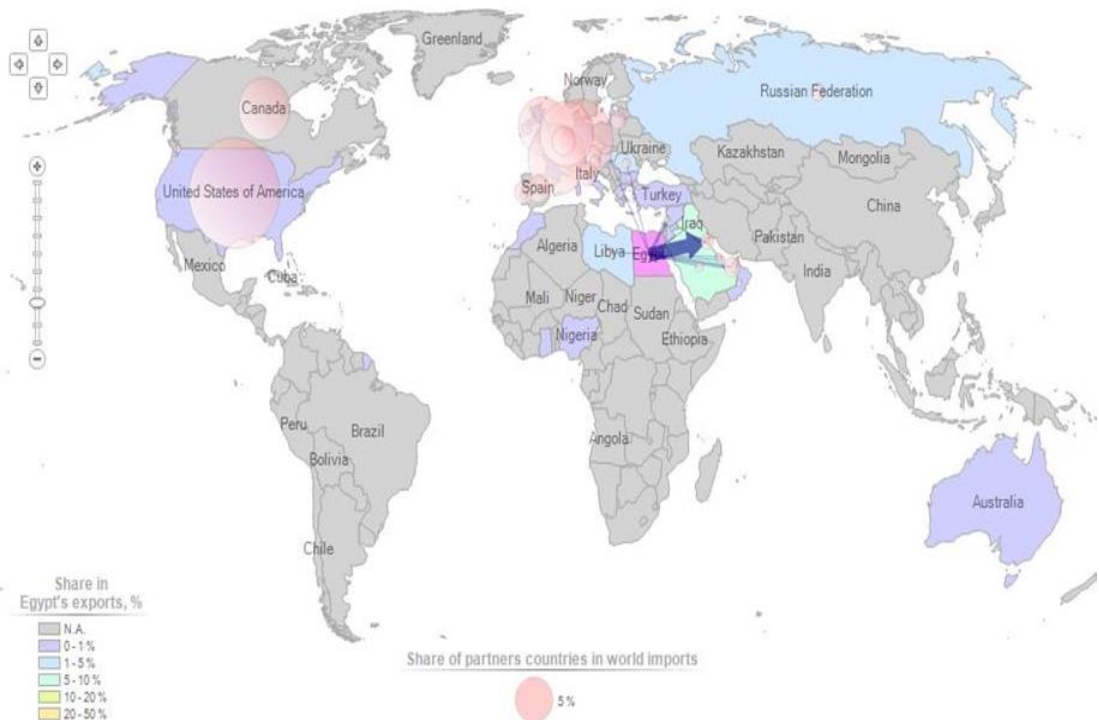 Greenland
Norway
Canada
Russian Federation
Ukraine
Kazakhstan
Mongolia
Italy
Spain
United States of America
Turkey
China
Iraq
Algeria
Libya
Pakistan
Mexico
Cuba
India
Mali
Niger
Chad
Sudan
Nigeria
Ethiopia
Peru
Brazil
Angola
Bolivia
Australia
Chile
Share in
Egypt's exports, %
N.A.
0 - 1 %
1 - 5 %
5 - 10 %
10 - 20 %
20 - 50 %
Share of partners countries in world imports
5 %